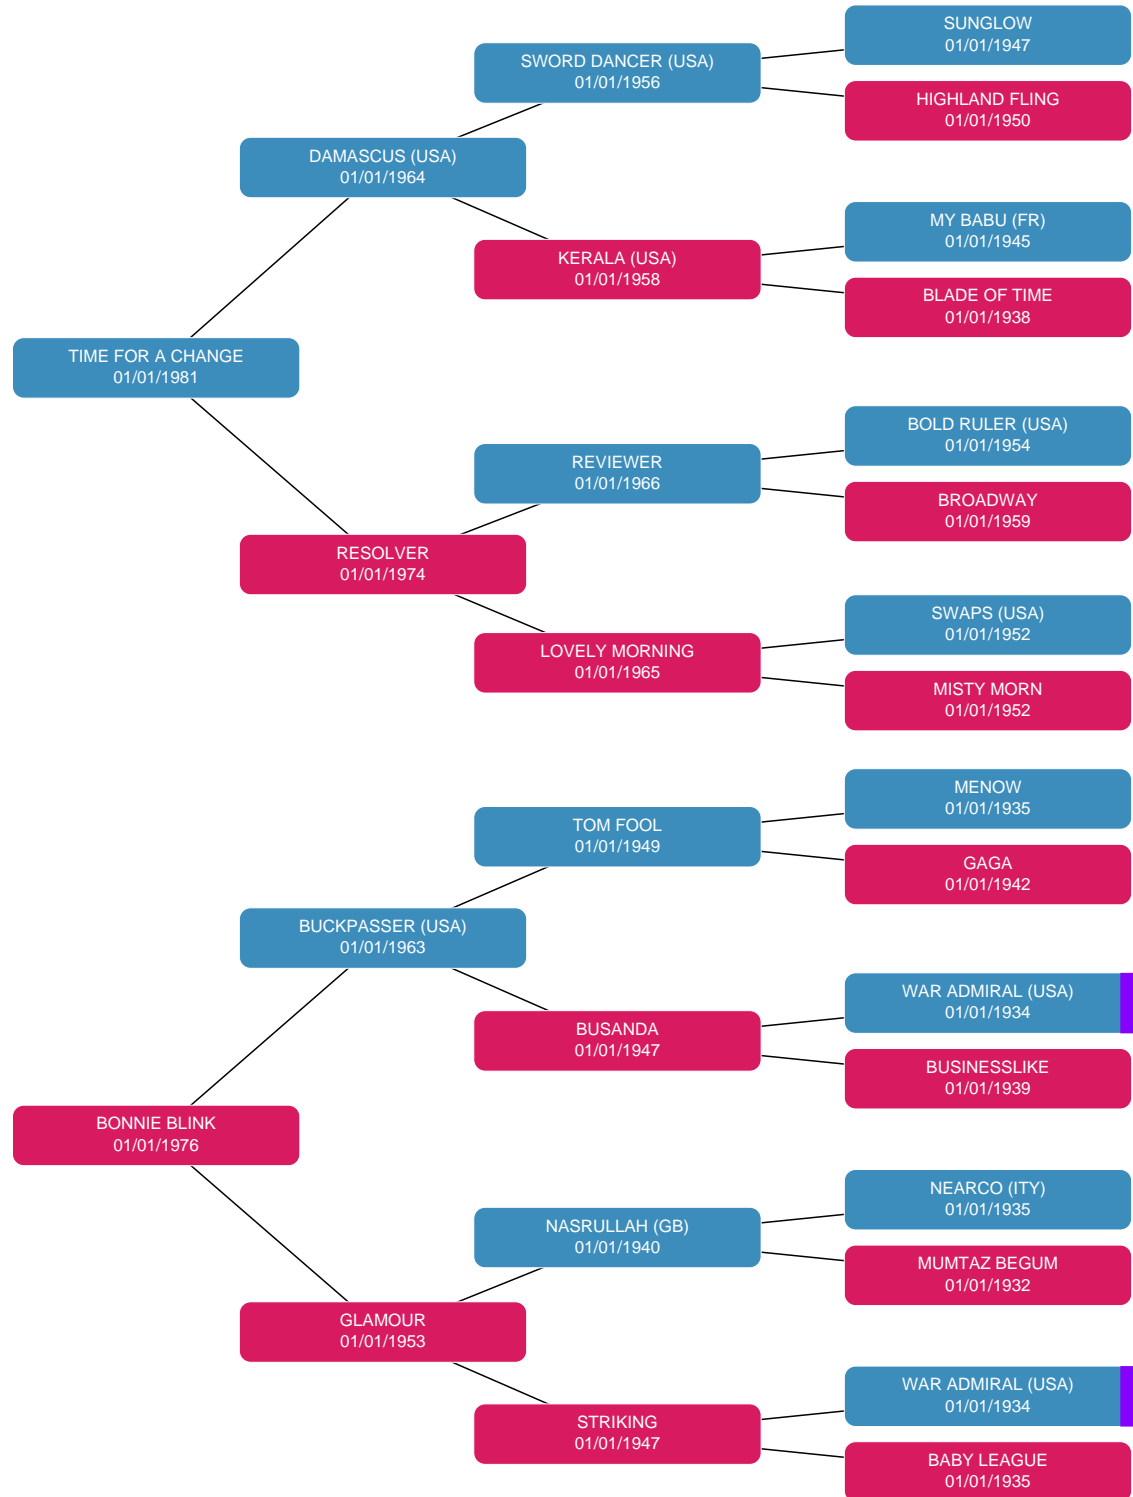 SUNGLOW
01/01/1947
SWORD DANCER (USA)
01/01/1956
HIGHLAND FLING
01/01/1950
DAMASCUS (USA)
01/01/1964
MY BABU (FR)
01/01/1945
KERALA (USA)
01/01/1958
BLADE OF TIME
01/01/1938
TIME FOR A CHANGE
01/01/1981
BOLD RULER (USA)
01/01/1954
REVIEWER
01/01/1966
BROADWAY
01/01/1959
RESOLVER
01/01/1974
SWAPS (USA)
01/01/1952
LOVELY MORNING
01/01/1965
MISTY MORN
01/01/1952
MENOW
01/01/1935
TOM FOOL
01/01/1949
GAGA
01/01/1942
BUCKPASSER (USA)
01/01/1963
WAR ADMIRAL (USA)
01/01/1934
BUSANDA
01/01/1947
BUSINESSLIKE
01/01/1939
BONNIE BLINK
01/01/1976
NEARCO (ITY)
01/01/1935
NASRULLAH (GB)
01/01/1940
MUMTAZ BEGUM
01/01/1932
GLAMOUR
01/01/1953
WAR ADMIRAL (USA)
01/01/1934
STRIKING
01/01/1947
BABY LEAGUE
01/01/1935